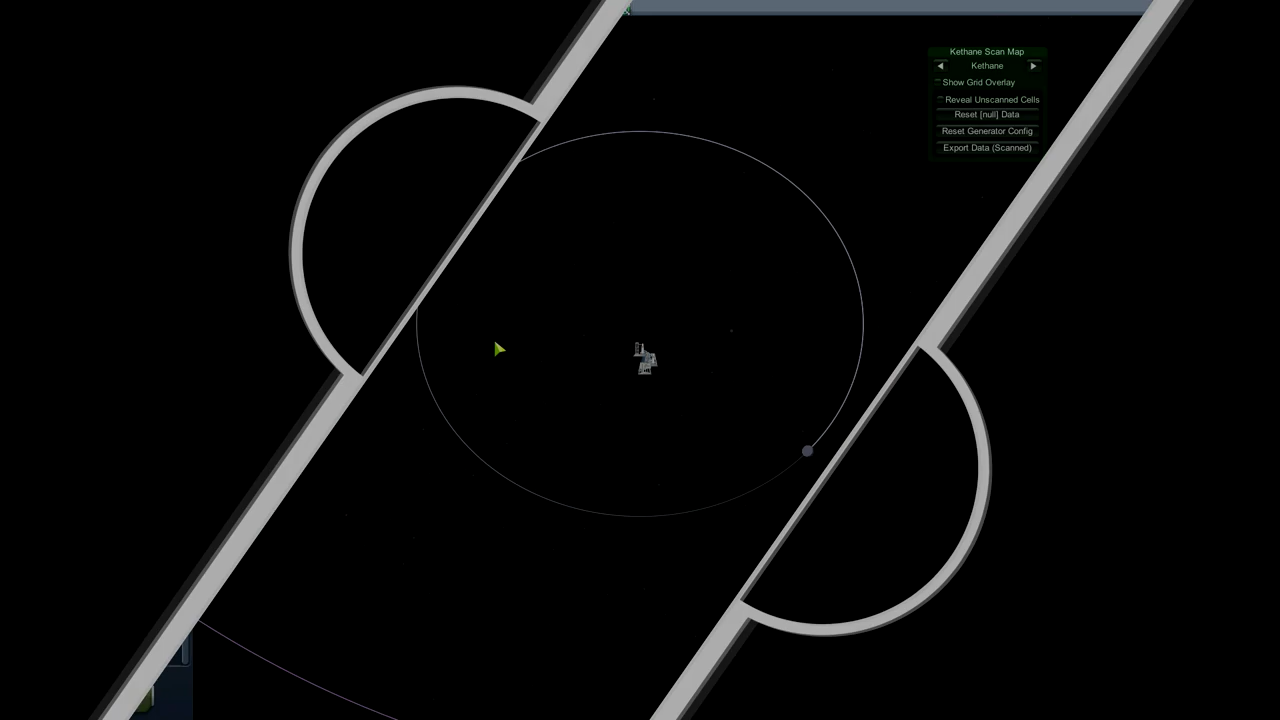 Kethane Scan Map
Kethane
Show Grid Overlay
Reveal Unscanned Cells
Reset [null] Data
Reset Generator Config
Export Data (Scanned)